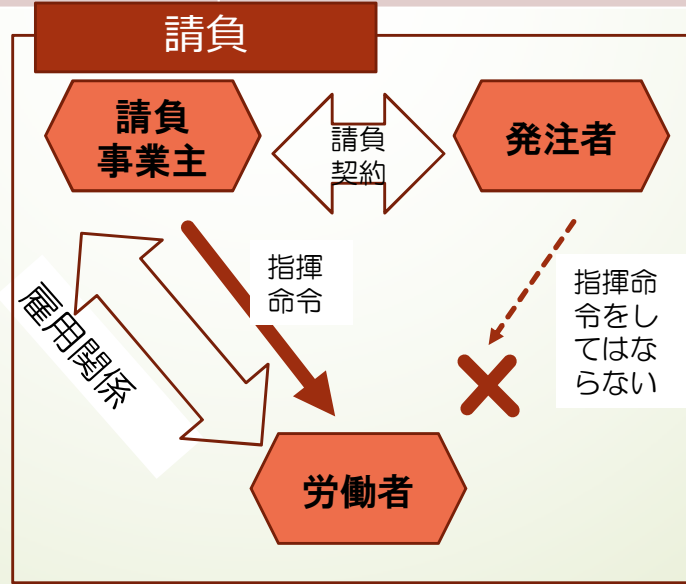 請負
請負
事業主
請負
契約
発注者
指揮
命令
指揮命
令をし
てはな
らない
雇用関係
労働者